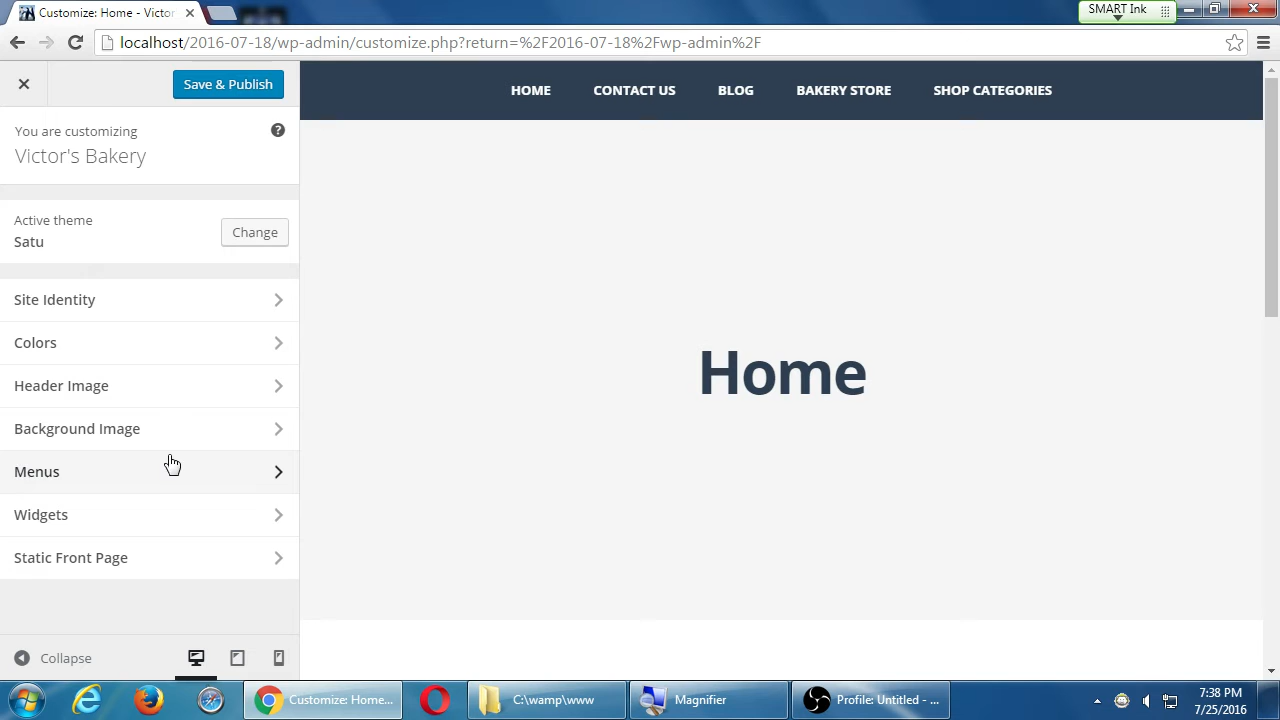 Customize: Home - Victor
SMART Ink
localhost/2016-07-18/wp-admin/customize.php?return=%2F2016-07-18%2Fwp-admin%2F
Save & Publish
HOME CONTACT US BLOG BAKERY STORE SHOP CATEGORIES
You are customizing
Victor's Bakery
Active theme
Satu
Change
Site Identity
Colors
Header Image
Background Image
Menus
Widgets
Static Front Page
Home
Collapse
Customize: Home... C:\wamp\www Magnifier Profile: Untitled - ...
7:38 PM
7/25/2016